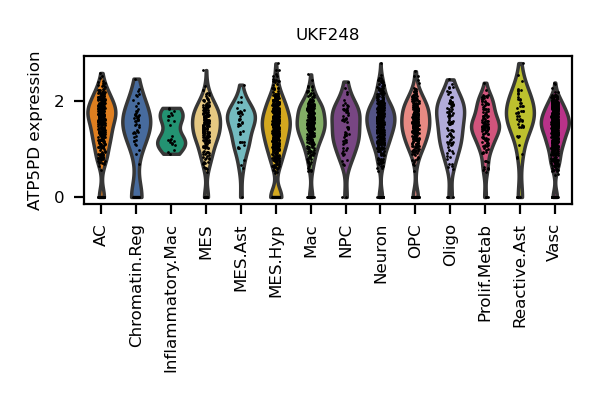 UKF248
ATP5PD expression
2
0
AC
Chromatin.Reg
Inflammatory.Mac
MES
MES.Ast
MES.Hyp
Mac
NPC
Neuron
OPC
Oligo
Prolif.Metab
Reactive.Ast
Vasc